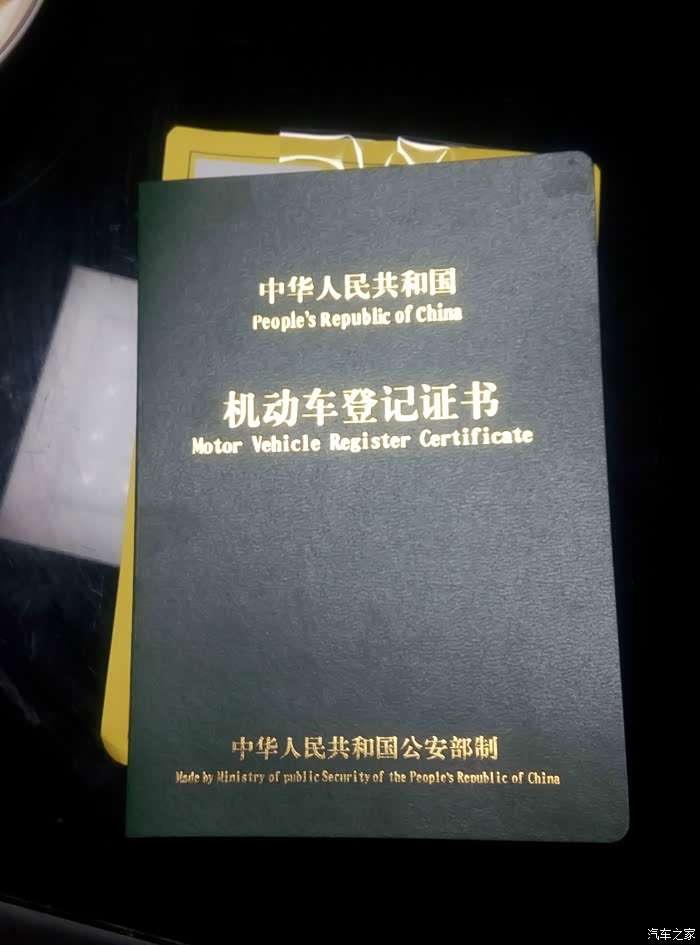 中华人民共和国
People's Republic of China
机动车登记证书
Motor Vehicle Register Certificate
中华人民共和国公安部制
Made by Ministry of public Security of the People's Republic of China
汽车之家